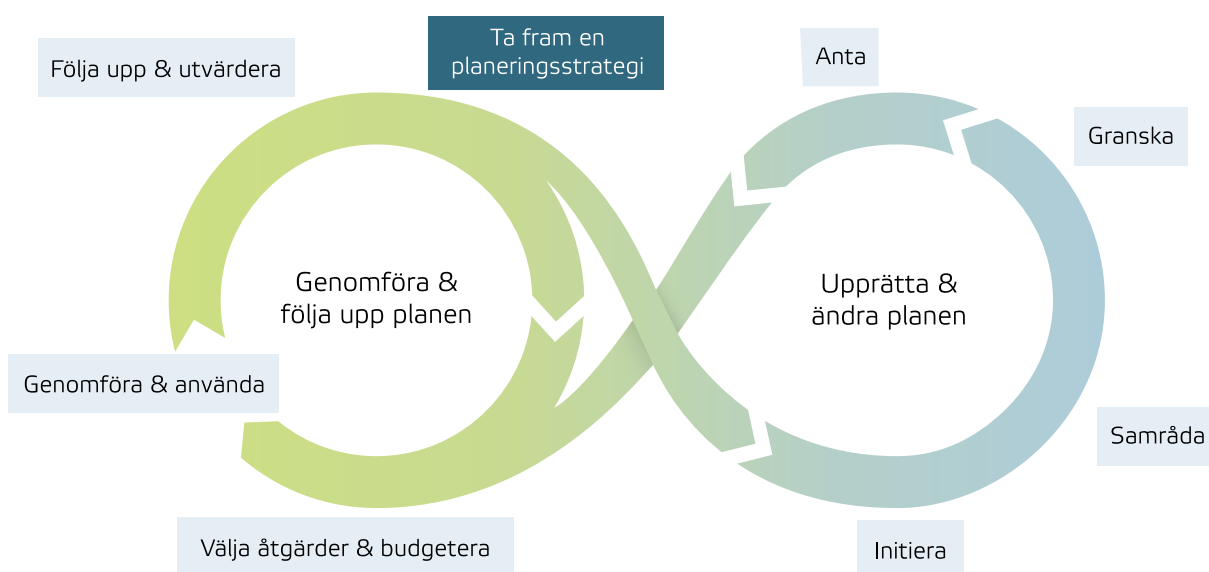 Ta fram en
planeringsstrategi
Följa upp & utvärdera
Anta
Granska
Genomföra &
följa upp planen
Upprätta &
ändra planen
Genomföra & använda
Samråda
Välja åtgärder & budgetera
Initiera